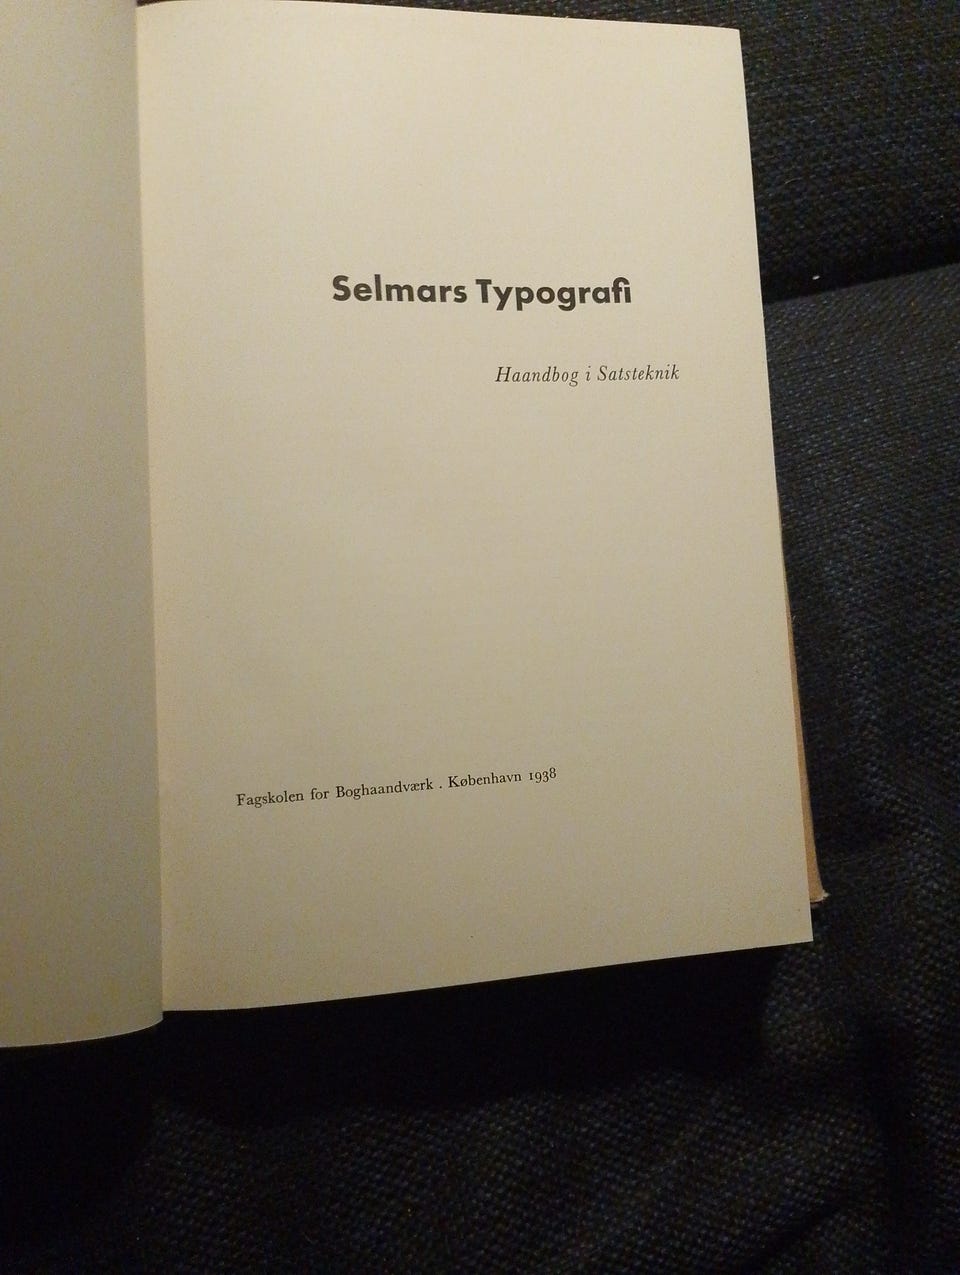 Selmars Typografi
Haandbog i Satsteknik
Fagskolen for Boghaandværk . København 1938